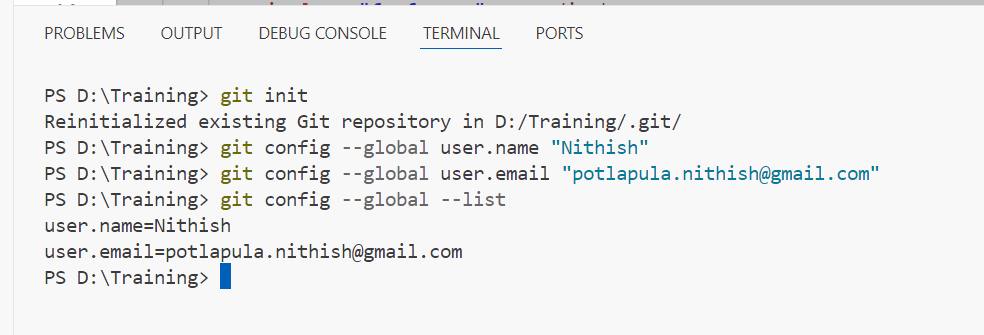 PROBLEMS OUTPUT DEBUG CONSOLE TERMINAL PORTS
PS D:\Training> git init
Reinitialized existing Git repository in D:/Training/.git/
PS D:\Training> git config --global user.name "Nithish"
PS D:\Training> git config --global user.email "potlapula.nithish@gmail.com"
PS D:\Training> git config --global --list
user.name=Nithish
user.email=potlapula.nithish@gmail.com
PS D:\Training>